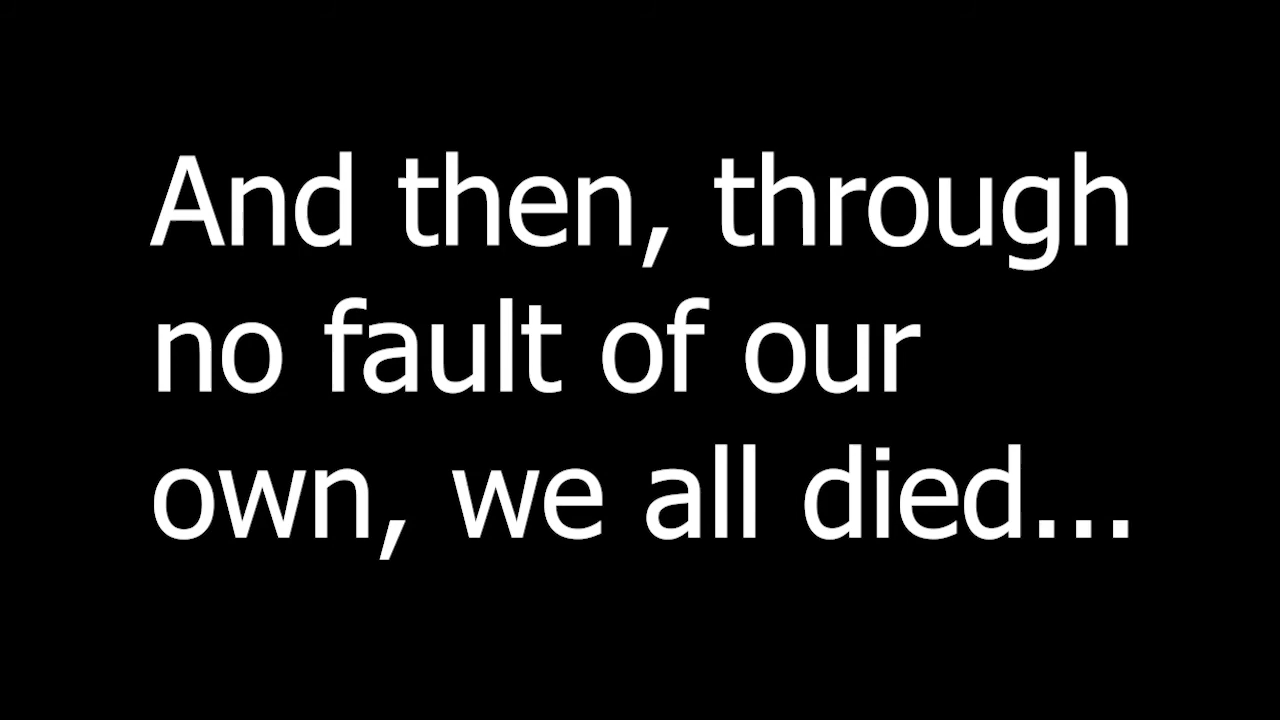 And then, through
no fault of our
own, we all died...